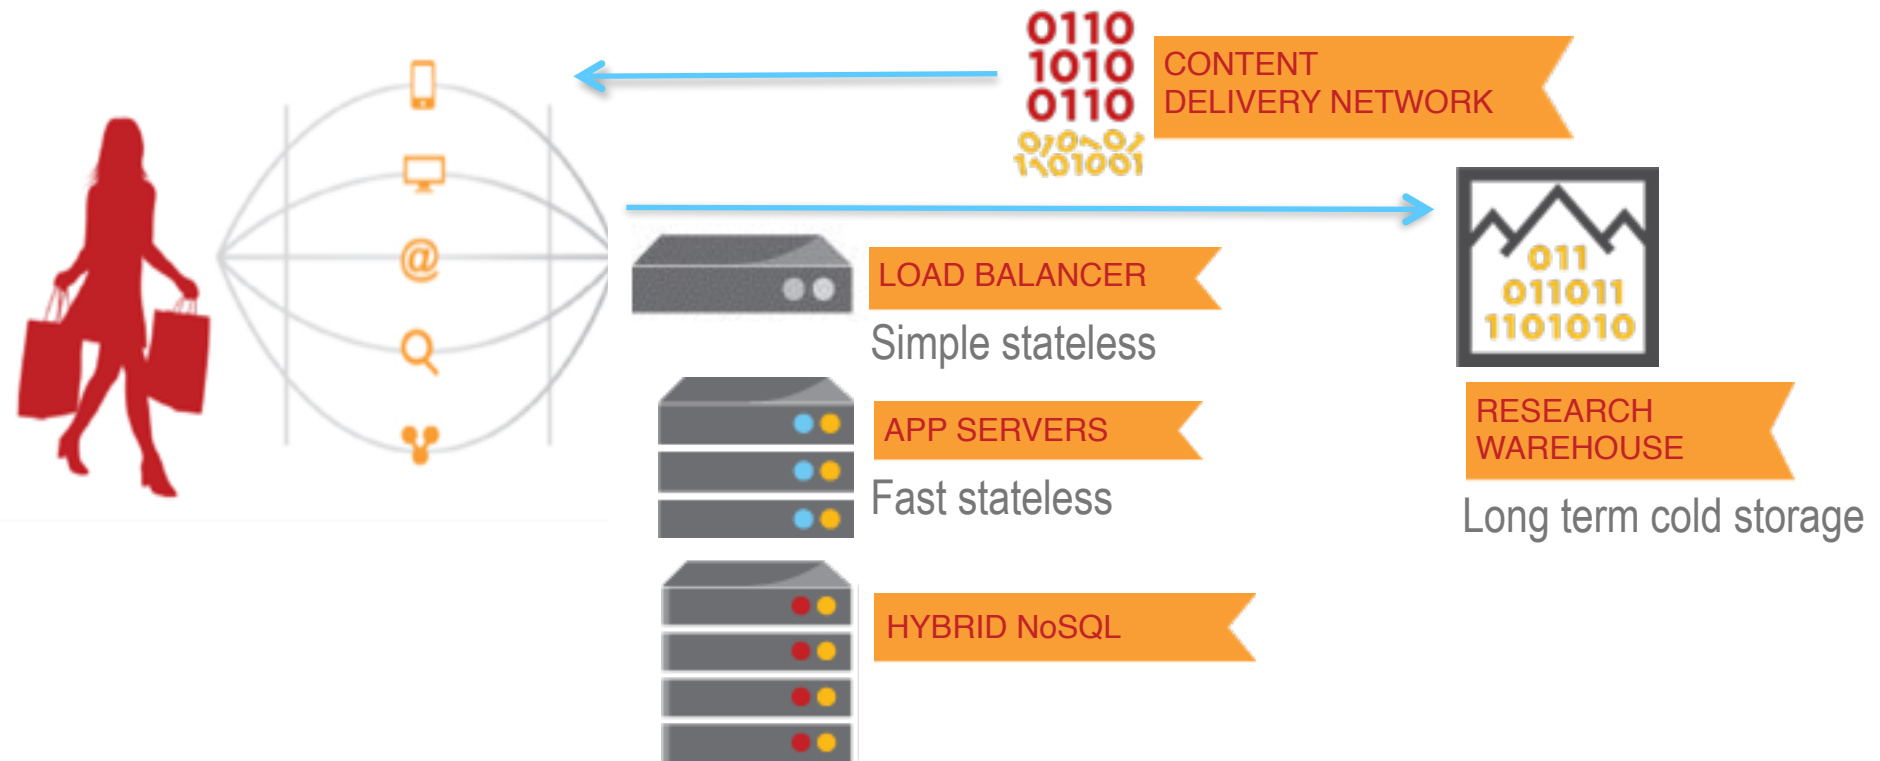 0110
1010
0110
1101001
CONTENT
DELIVERY NETWORK
@
LOAD BALANCER
Simple stateless
APP SERVERS
Fast stateless
HYBRID NoSQL
011
011011
1101010
RESEARCH
WAREHOUSE
Long term cold storage